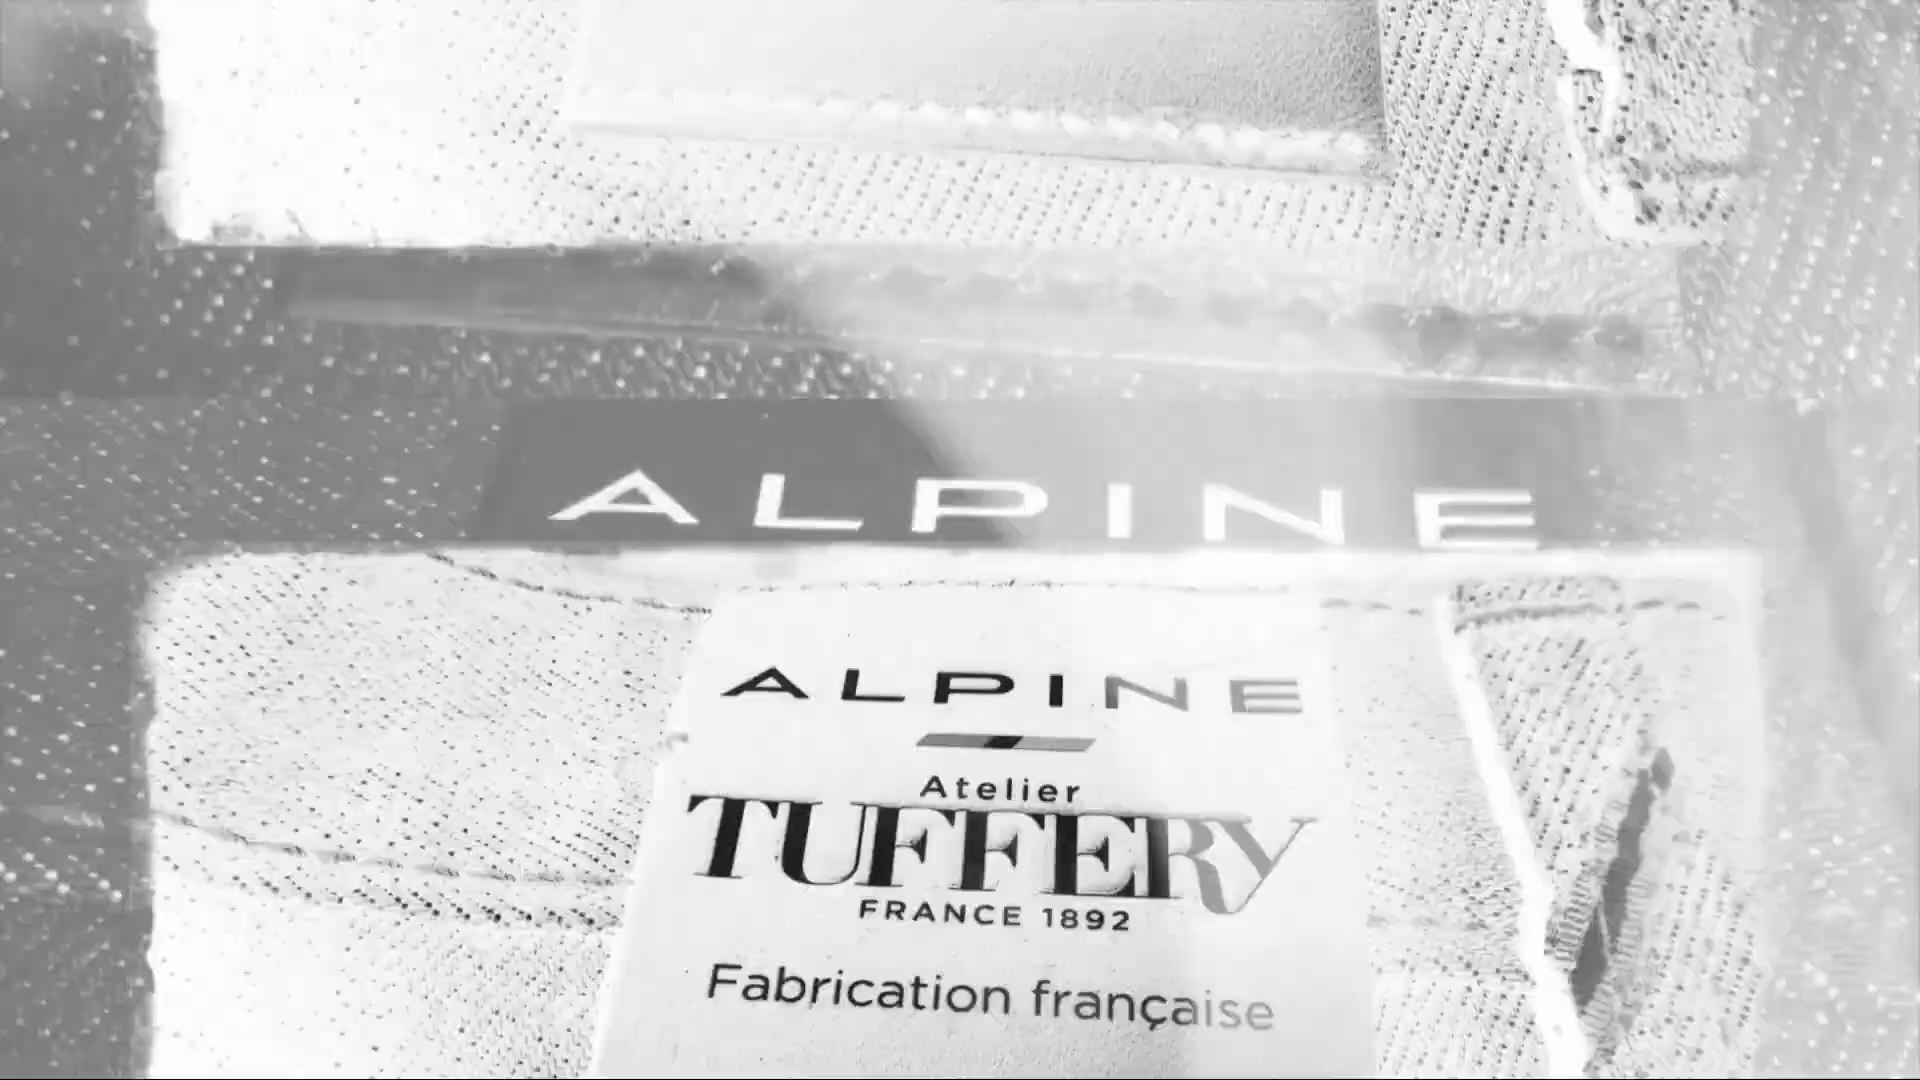 ALPINE
ALPINE
Atelier
TUFFERY
FRANCE 1892
Fabrication française